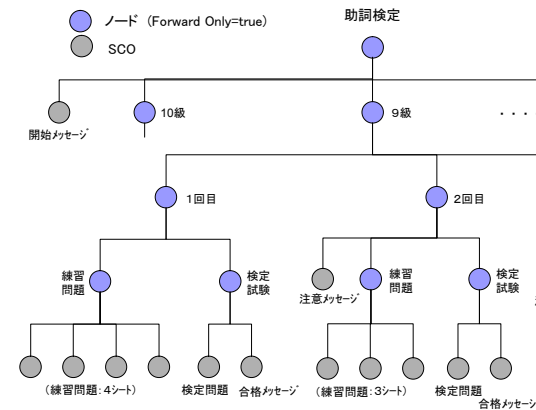 ノード (Forward Only=true)
SCO
助詞検定
開始メッセージ
10級
9級
・・・
1回目
2回目
練習
問題
検定
試験
注意メッセージ
練習
問題
検定
試験
(練習問題:4シート)
検定問題
合格メッセージ
(練習問題:3シート)
検定問題
合格メッセージ